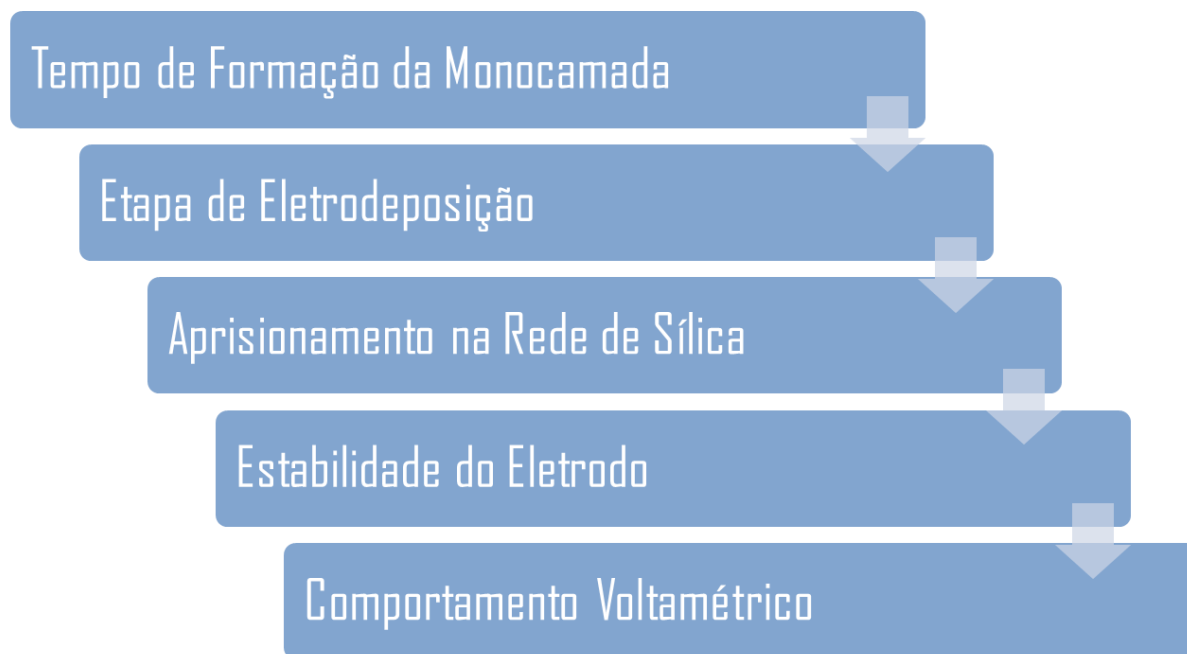 Tempo de Formação da Monocamada
Etapa de Eletrodeposição
Aprisionamento na Rede de Sílica
Estabilidade do Eletrodo
Comportamento Voltamétrico